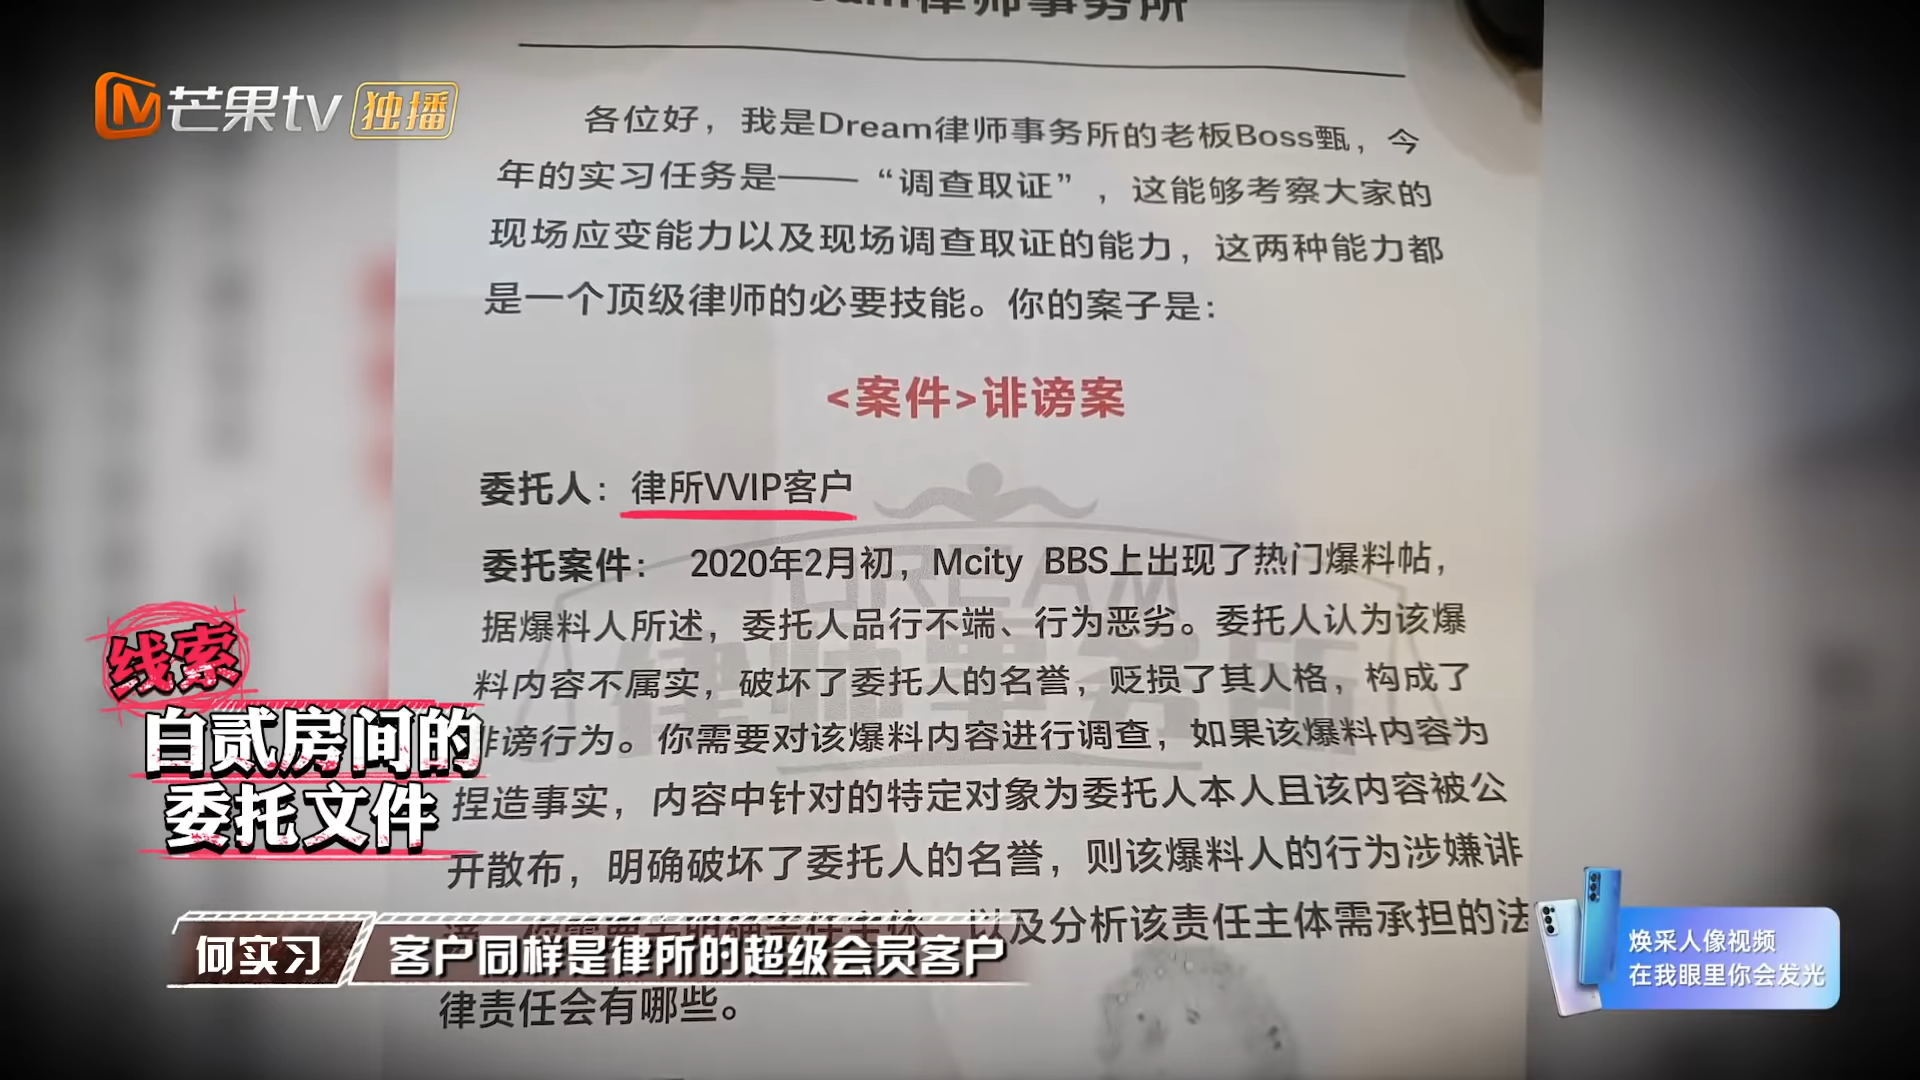 Dream律师事务所
芒果tv 独播
各位好，我是Dream律师事务所的老板Boss甄，今
年的实习任务是——“调查取证”，这能够考察大家的
现场应变能力以及现场调查取证的能力，这两种能力都
是一个顶级律师的必要技能。你的案子是：
<案件>诽谤案
委托人：律所VVIP客户
委托案件： 2020年2月初，Mcity BBS上出现了热门爆料帖，
据爆料人所述，委托人品行不端、行为恶劣。委托人认为该爆
料内容不属实，破坏了委托人的名誉，贬损了其人格，构成了
诽谤行为。你需要对该爆料内容进行调查，如果该爆料内容为
捏造事实，内容中针对的特定对象为委托人本人且该内容被公
开散布，明确破坏了委托人的名誉，则该爆料人的行为涉嫌诽
以及分析该责任主体需承担的法
律责任会有哪些。
DREAM
律师事务所
线索
白贰房间的
委托文件
何实习 客户同样是律所的超级会员客户
焕采人像视频
在我眼里你会发光